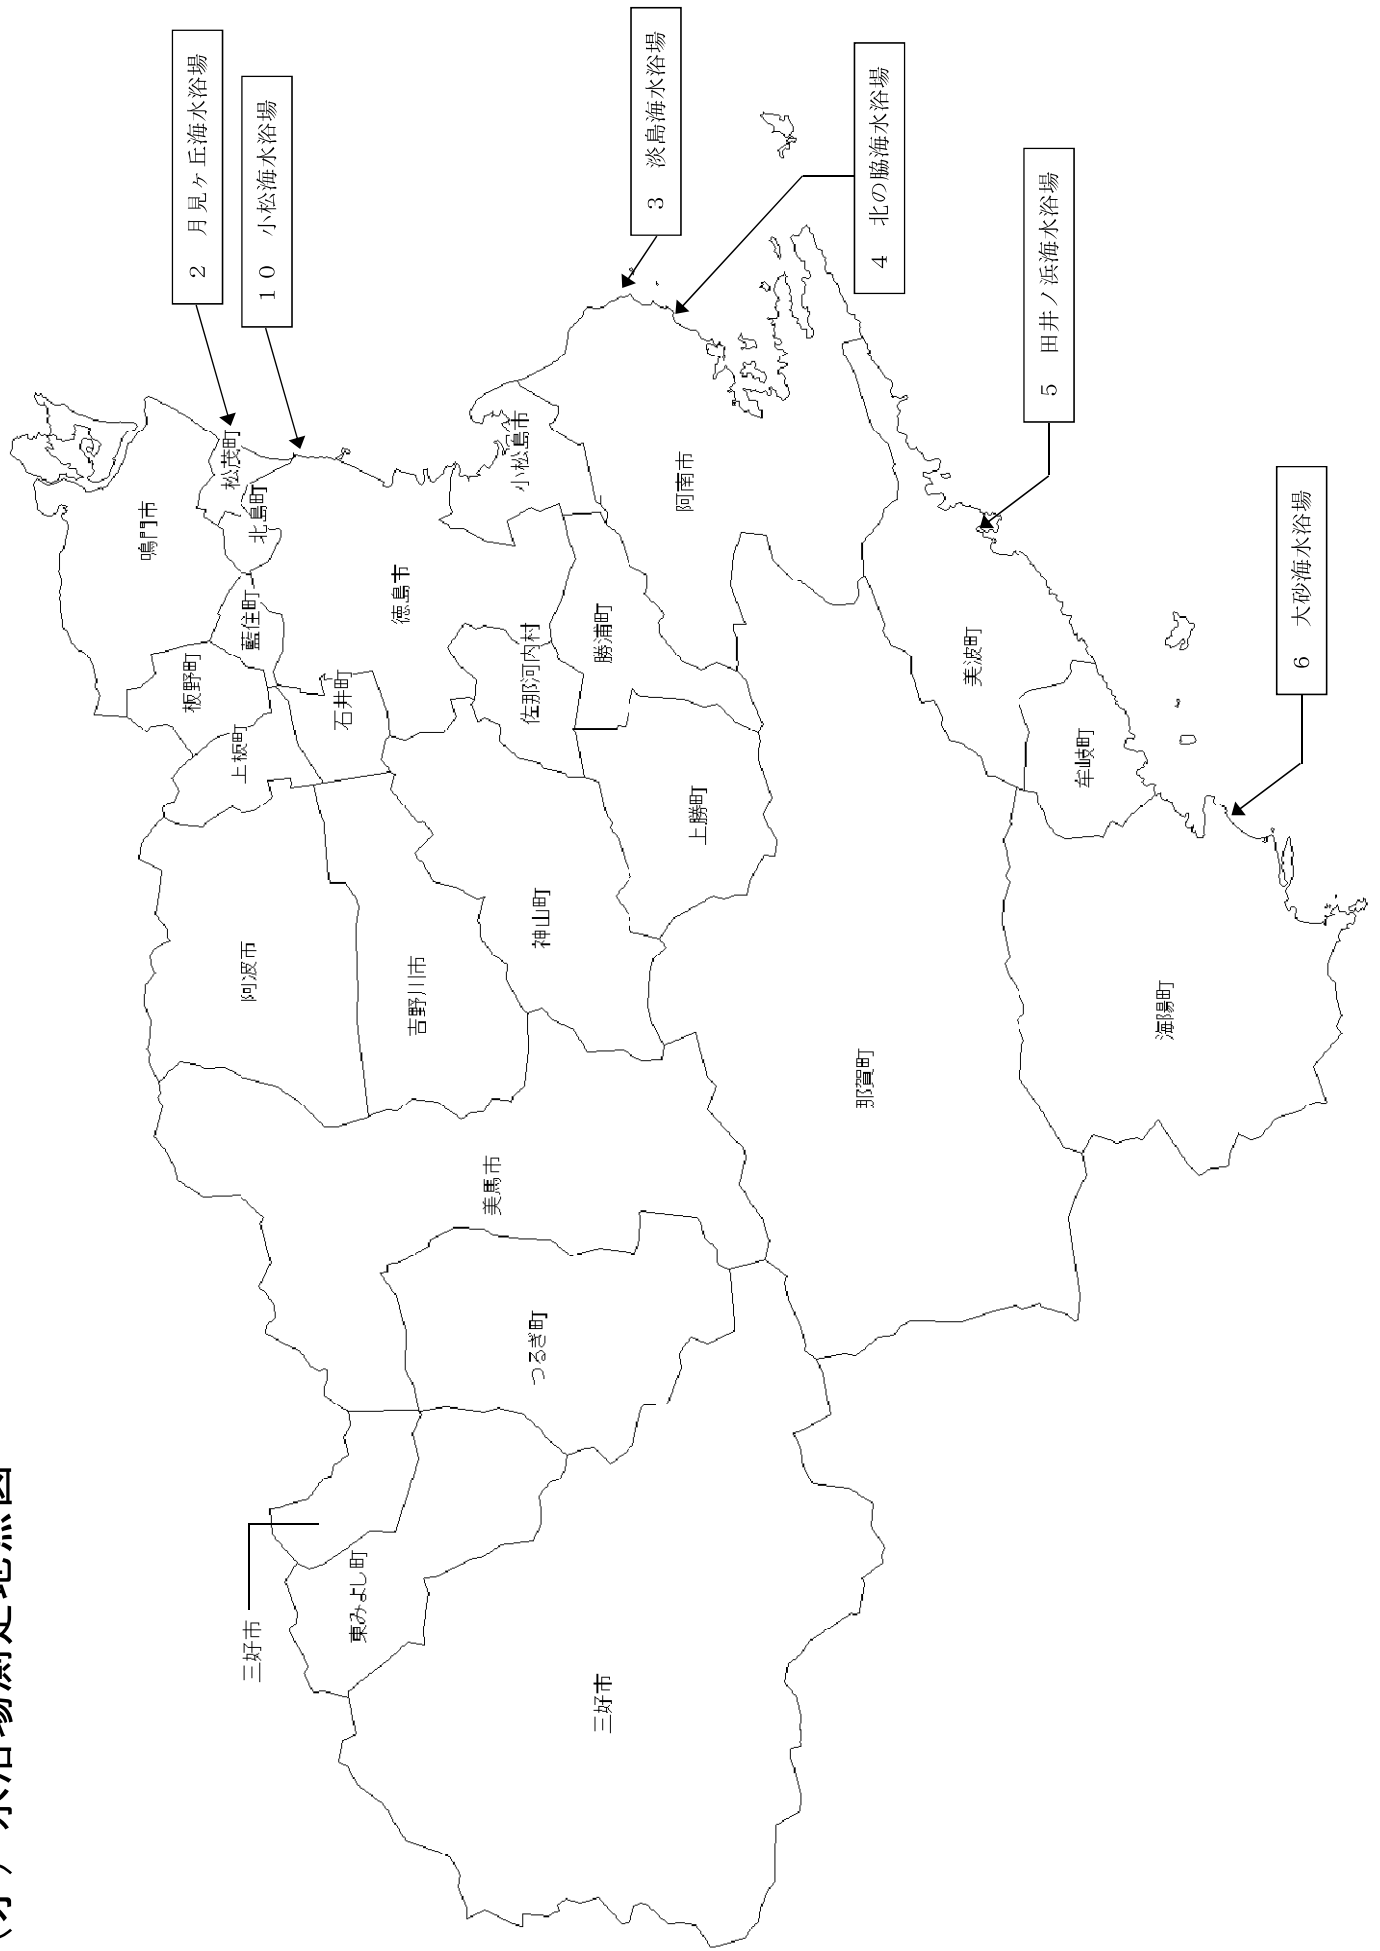 水浴場測定地点図
2　月見ヶ丘海水浴場
10　小松海水浴場
3　淡島海水浴場
4　北の脇海水浴場
5　田井ノ浜海水浴場
6　大砂海水浴場
鳴門市
松茂町
北島町
藍住町
板野町
上板町
徳島市
石井町
小松島市
佐那河内村
勝浦町
阿南市
上勝町
阿波市
吉野川市
神山町
美波町
牟岐町
那賀町
海陽町
美馬市
つるぎ町
三好市
東みよし町
三好市